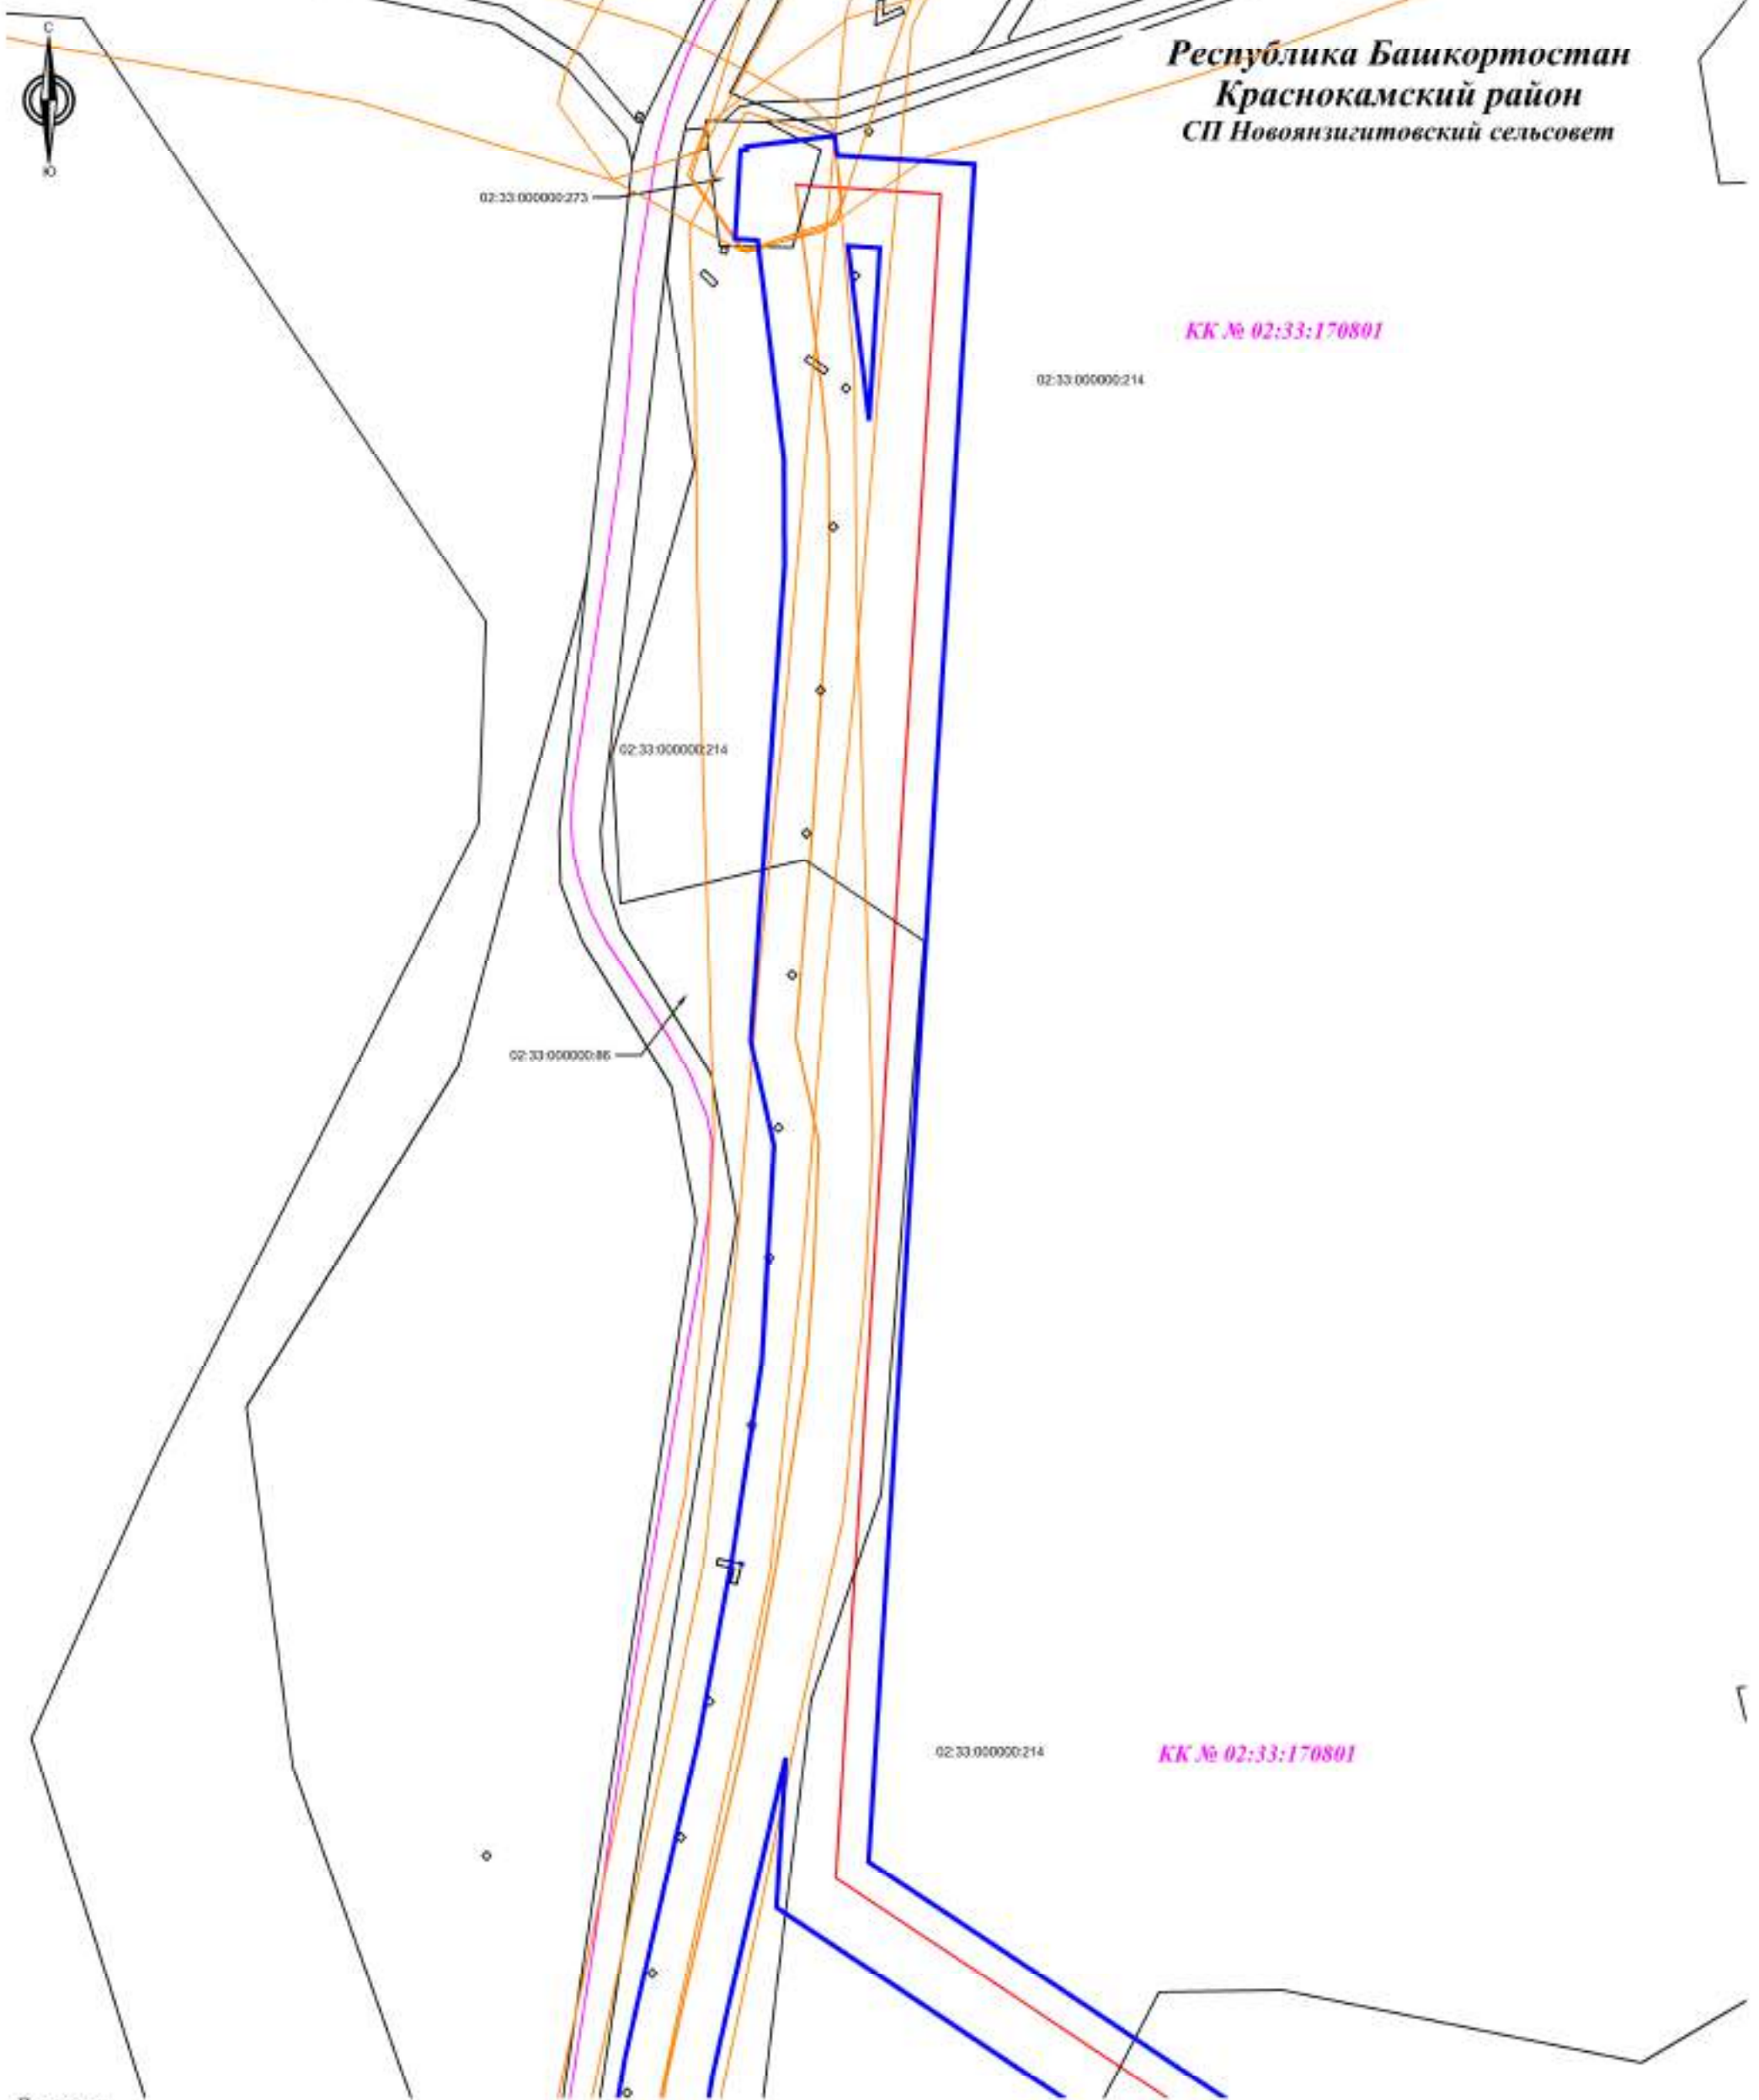 С
Ю
Республика Башкортостан
Краснокамский район
СП Новоянзигитовский сельсовет
02:33:000000:273
КК № 02:33:170801
02:33:000000:214
02:33:000000:214
02:33:000000:86
02:33:000000:214
КК № 02:33:170801